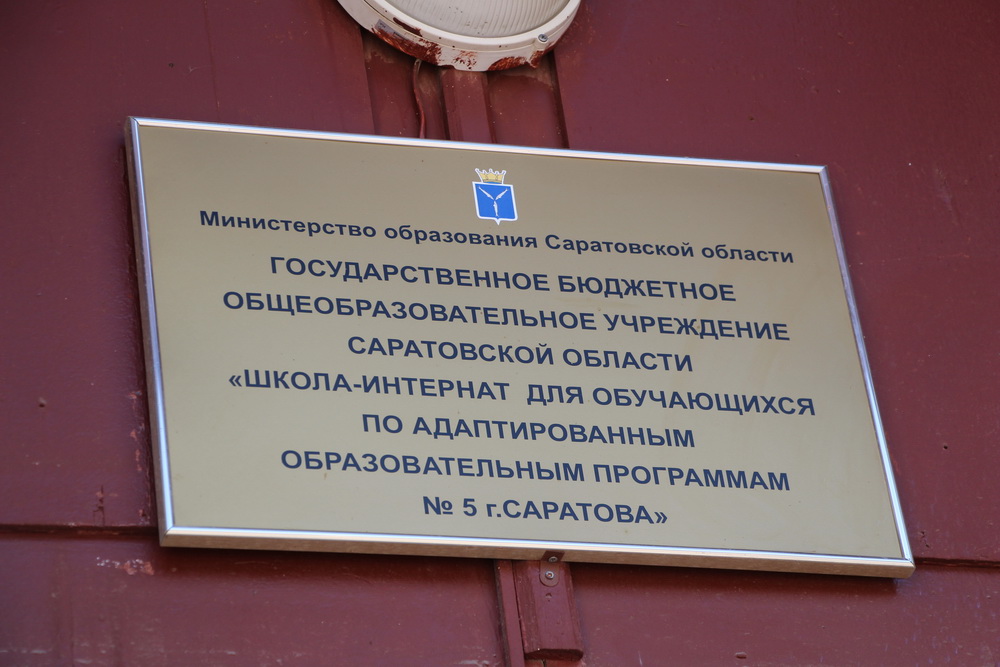 Министерство образования Саратовской области
ГОСУДАРСТВЕННОЕ БЮДЖЕТНОЕ
ОБЩЕОБРАЗОВАТЕЛЬНОЕ УЧРЕЖДЕНИЕ
САРАТОВСКОЙ ОБЛАСТИ
«ШКОЛА-ИНТЕРНАТ ДЛЯ ОБУЧАЮЩИХСЯ
ПО АДАПТИРОВАННЫМ
ОБРАЗОВАТЕЛЬНЫМ ПРОГРАММАМ
№ 5 г.САРАТОВА»